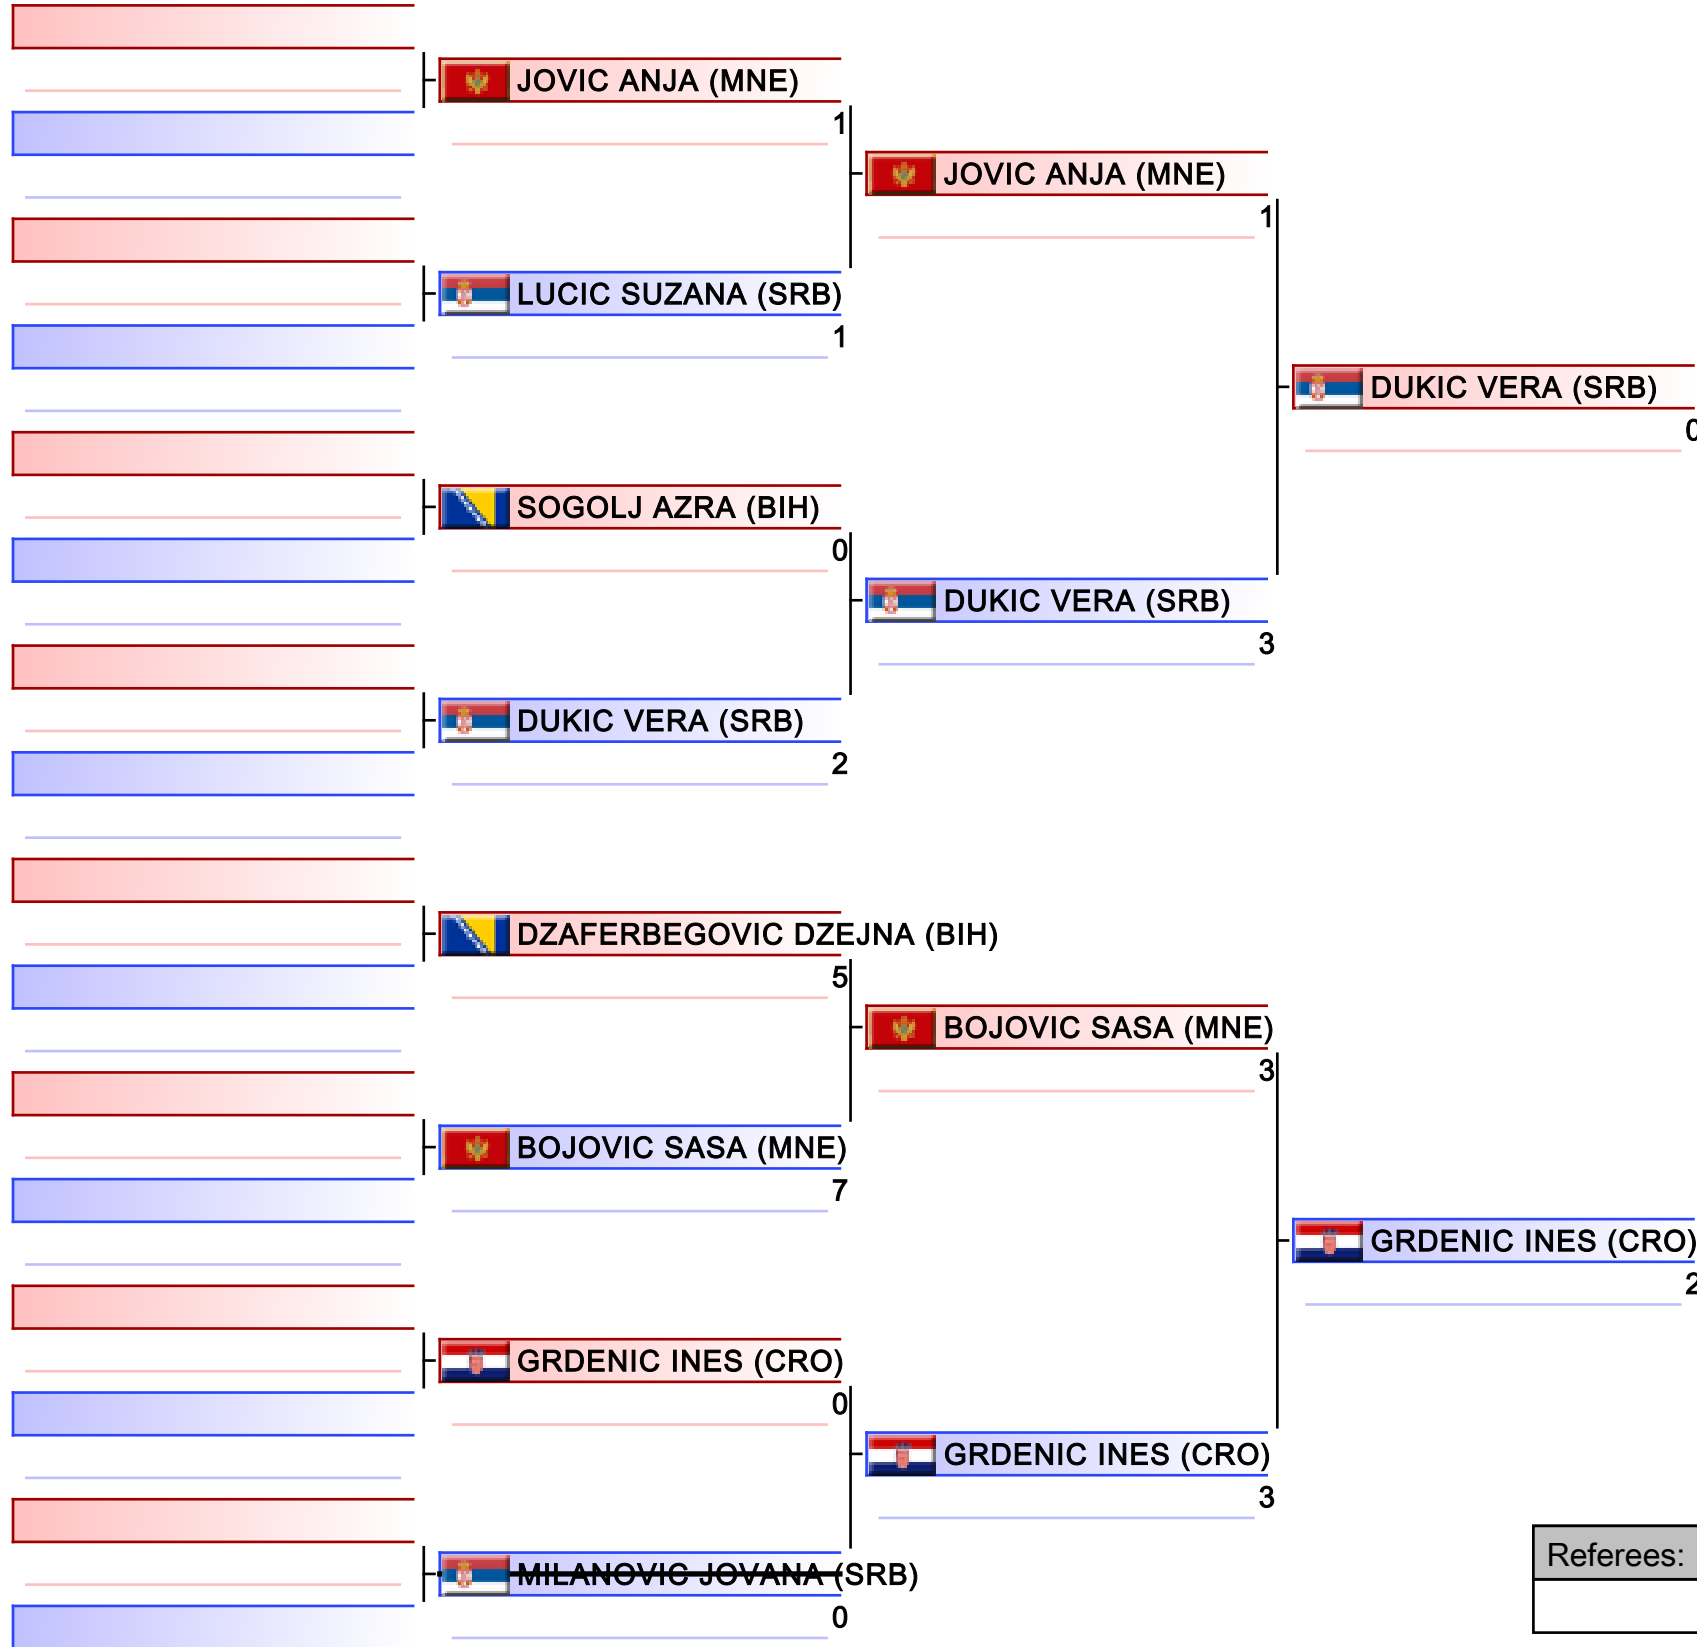 JOVIC ANJA (MNE)
1
JOVIC ANJA (MNE)
1
LUCIC SUZANA (SRB)
1
DUKIC VERA (SRB)
0
SOGOLJ AZRA (BIH)
0
DUKIC VERA (SRB)
3
DUKIC VERA (SRB)
2
DZAFERBEGOVIC DZEJNA (BIH)
5
BOJOVIC SASA (MNE)
3
BOJOVIC SASA (MNE)
7
GRDENIC INES (CRO)
2
GRDENIC INES (CRO)
0
GRDENIC INES (CRO)
3
MILANOVIC JOVANA (SRB)
0
Referees: